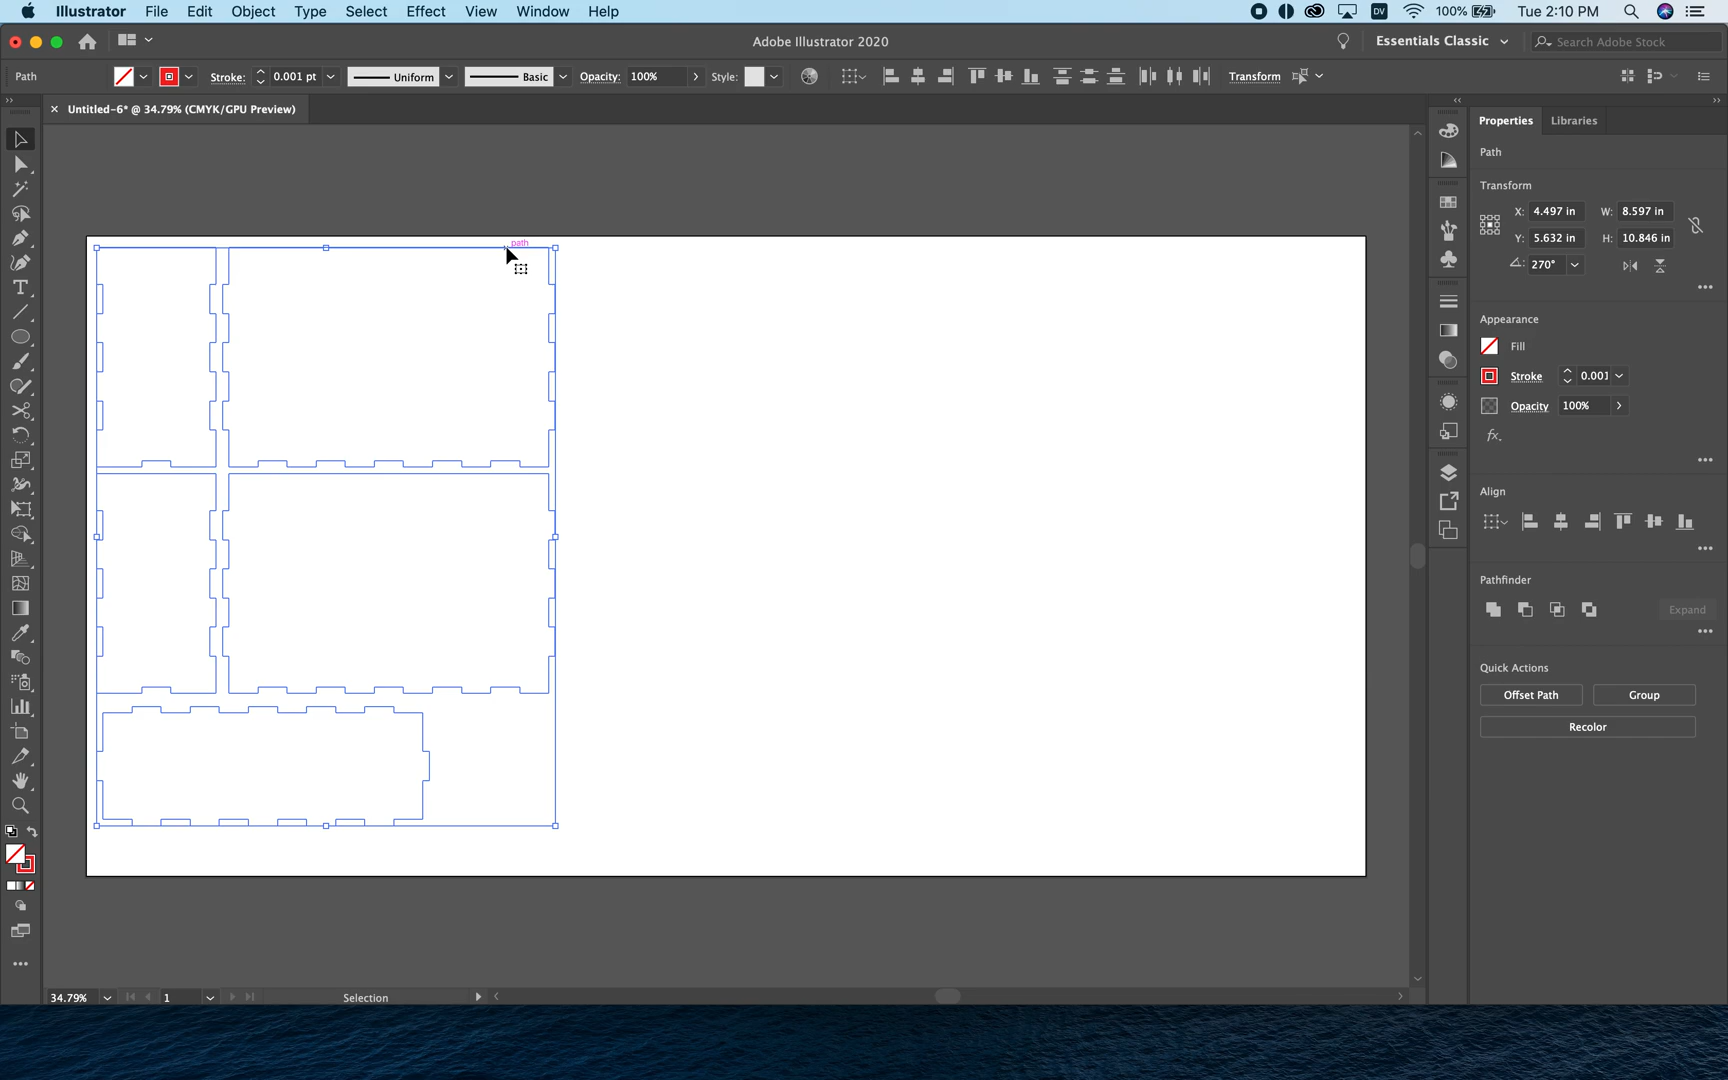 Illustrator File Edit Object Type Select Effect View Window Help
DV 100% Tue 2:10 PM
Adobe Illustrator 2020
Essentials Classic
Search Adobe Stock
Path
Stroke: 0.001 pt
Uniform
Basic
Opacity: 100%
Style:
Transform
× Untitled-6* @ 34.79% (CMYK/GPU Preview)
path
Properties
Libraries
Path
Transform
X: 4.497 in W: 8.597 in
Y: 5.632 in H: 10.846 in
270°
Appearance
Fill
Stroke
Opacity 100%
fx.
Align
Pathfinder
Expand
Quick Actions
Offset Path
Group
Recolor
34.79%
1
Selection